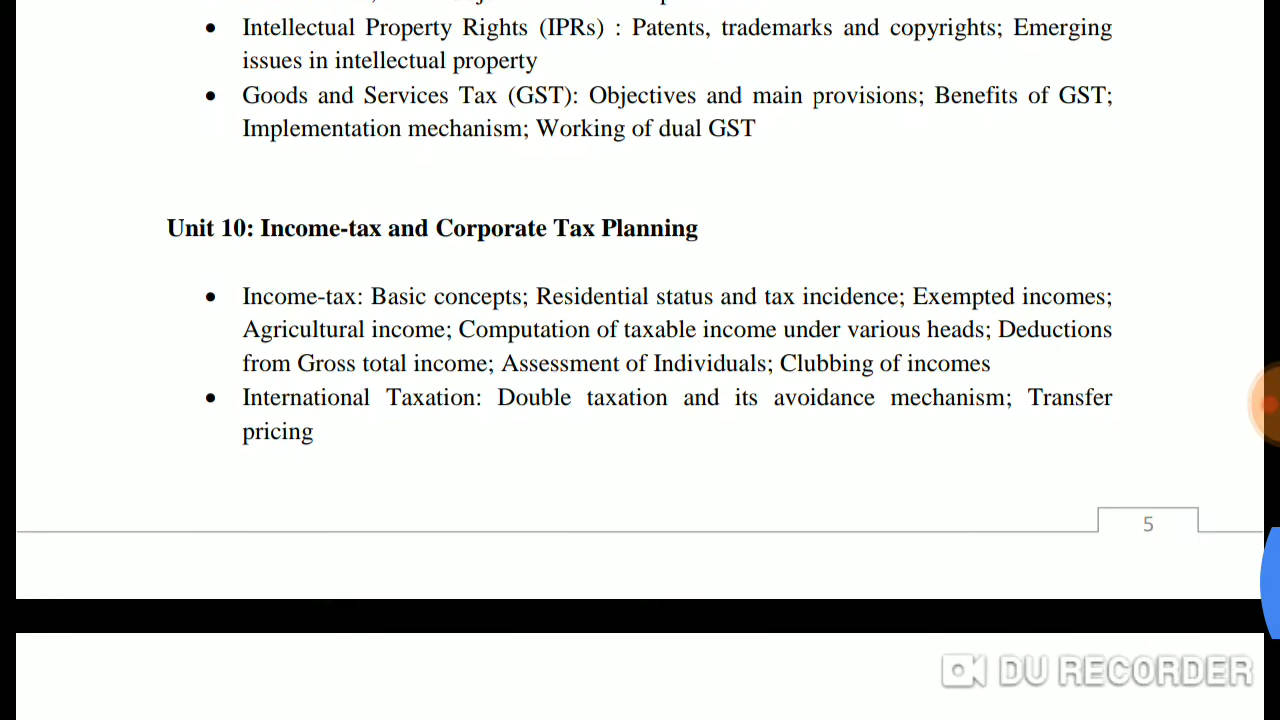 • Intellectual Property Rights (IPRs) : Patents, trademarks and copyrights; Emerging
issues in intellectual property
• Goods and Services Tax (GST): Objectives and main provisions; Benefits of GST;
Implementation mechanism; Working of dual GST
Unit 10: Income-tax and Corporate Tax Planning
• Income-tax: Basic concepts; Residential status and tax incidence; Exempted incomes;
Agricultural income; Computation of taxable income under various heads; Deductions
from Gross total income; Assessment of Individuals; Clubbing of incomes
• International Taxation: Double taxation and its avoidance mechanism; Transfer
pricing
5
DU RECORDER